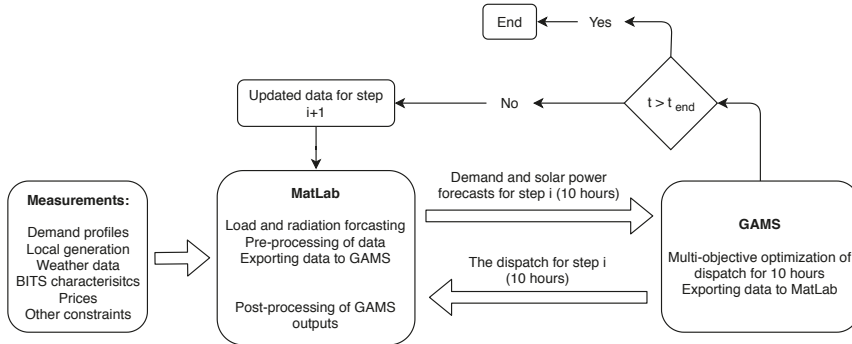 End
Yes
Updated data for step
i+1
No
t > t end
Measurements:
Demand profiles
Local generation
Weather data
BITS characterisitcs
Prices
Other constraints
MatLab
Load and radiation forcasting
Pre-processing of data
Exporting data to GAMS
Post-processing of GAMS
outputs
Demand and solar power
forecasts for step i (10 hours)
The dispatch for step i
(10 hours)
GAMS
Multi-objective optimization of
dispatch for 10 hours
Exporting data to MatLab